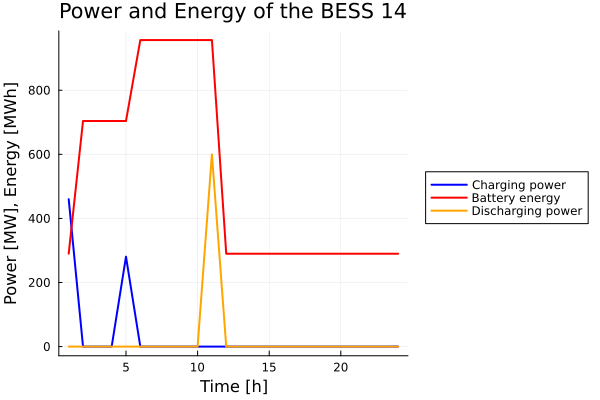 Power and Energy of the BESS 14
Power [MW], Energy [MWh]
800
600
400
200
0
5
10
15
20
Time [h]
Charging power
Battery energy
Discharging power